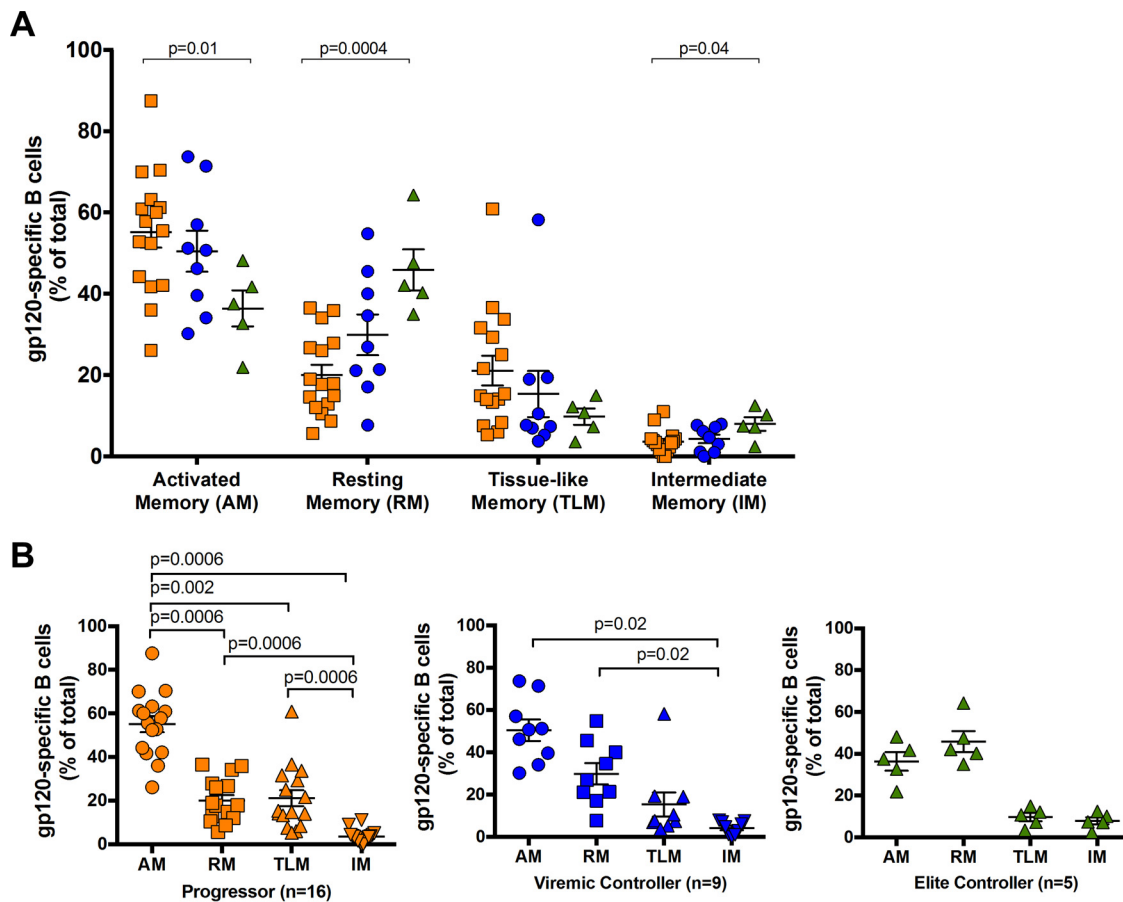 A
p=0.01
p=0.0004
p=0.04
100
80
60
40
20
0
gp120-specific B cells
(% of total)
Activated
Memory (AM)
Resting
Memory (RM)
Tissue-like
Memory (TLM)
Intermediate
Memory (IM)
B
p=0.0006
p=0.002
p=0.0006
p=0.0006
p=0.0006
100
80
60
40
20
0
gp120-specific B cells
(% of total)
AM RM TLM IM
Progressor (n=16)
p=0.02
p=0.02
100
80
60
40
20
0
gp120-specific B cells
(% of total)
AM RM TLM IM
Viremic Controller (n=9)
100
80
60
40
20
0
gp120-specific B cells
(% of total)
AM RM TLM IM
Elite Controller (n=5)